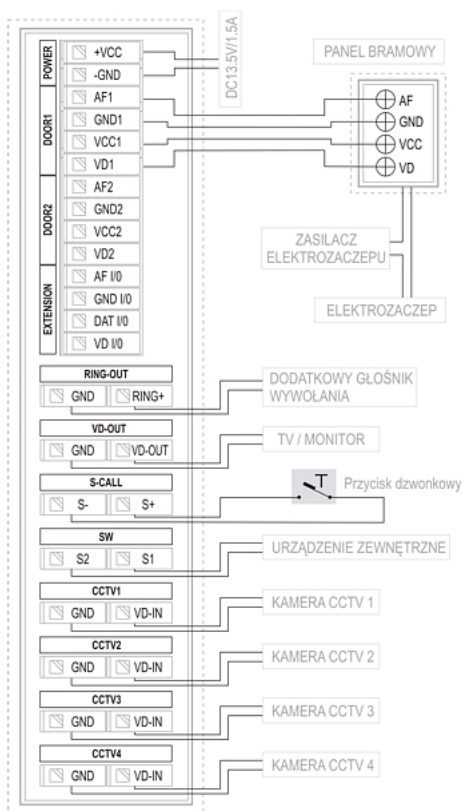 POWER
+VCC
-GND
DC13.5V/1.5A
DOOR1
AF1
GND1
VCC1
VD1
PANEL BRAMOWY
AF
GND
VCC
VD
DOOR2
AF2
GND2
VCC2
VD2
ZASILACZ
ELEKTROZACZEPU
ELEKTROZACZEP
EXTENSION
AF I/0
GND I/0
DAT I/0
VD I/0
RING-OUT
GND
RING+
DODATKOWY GŁOŚNIK
WYWOŁANIA
VD-OUT
GND
VD-OUT
TV / MONITOR
S-CALL
S-
S+
T
Przycisk dzwonkowy
SW
S2
S1
URZĄDZENIE ZEWNĘTRZNE
CCTV1
GND
VD-IN
KAMERA CCTV 1
CCTV2
GND
VD-IN
KAMERA CCTV 2
CCTV3
GND
VD-IN
KAMERA CCTV 3
CCTV4
GND
VD-IN
KAMERA CCTV 4